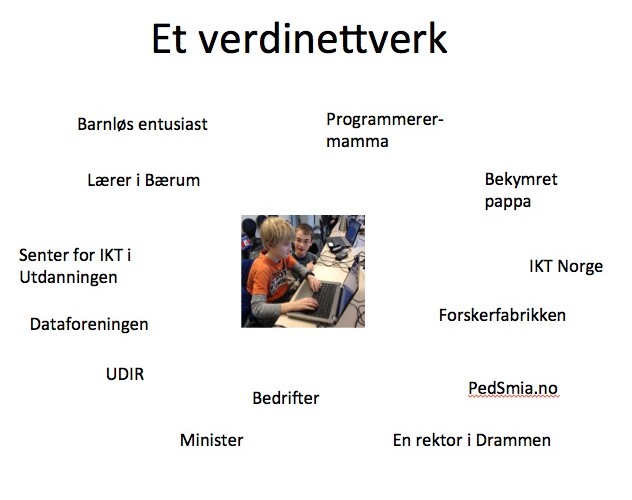 Et verdinettverk
Barnløs entusiast
Programmerer-
mamma
Lærer i Bærum
Bekymret
pappa
Senter for IKT i
Utdanningen
IKT Norge
Dataforeningen
Forskerfabrikken
UDIR
Bedrifter
PedSmia.no
Minister
En rektor i Drammen